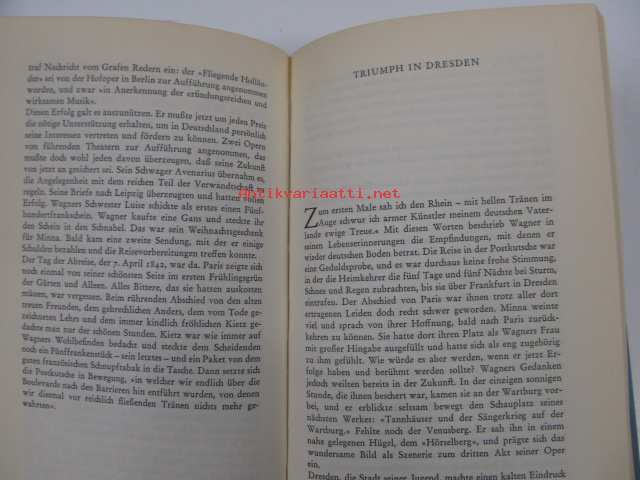 traf Nachricht vom Grafen Redern ein: der »Fliegende Hollän-
der« sei von der Hofoper in Berlin zur Aufführung angenommen
worden, und zwar »in Anerkennung der erfindungsreichen und
wirksamen Musik«.
Diesen Erfolg galt es auszunützen. Er mußte jetzt um jeden Preis
die nötige Unterstützung erhalten, um in Deutschland persönlich
seine Interessen vertreten und fördern zu können. Zwei Opern
von führenden Theatern zur Aufführung angenommen, das
mußte doch wohl jeden davon überzeugen, daß seine Zukunft
von jetzt an gesichert sei. Sein Schwager Avenarius übernahm es,
die Angelegenheit mit dem reichen Teil der Verwandtschaft zu
regeln. Seine Briefe nach Leipzig überzeugten und hatten vollen
Erfolg. Wagners Schwester Luise schickte als erstes einen Fünf-
hundertfrankschein. Wagner kaufte eine Gans und steckte ihr
den Schein in den Schnabel. Das war sein Weihnachtsgeschenk
für Minna. Bald kam eine zweite Sendung, mit der er einige
Schulden bezahlen und die Reisevorbereitungen treffen konnte.
Der Tag der Abreise, der 7. April 1842, war da. Paris zeigte sich
noch einmal von seiner schönsten Seite im ersten Frühlingsgrün
der Gärten und Alleen. Alles Bittere, das sie hatten auskosten
müssen, war vergessen. Beim rührenden Abschied von den alten
treuen Freunden, dem gebrechlichen Anders, dem vom Tode ge-
zeichneten Lehrs und dem immer kindlich fröhlichen Kietz ge-
dachte man nur der schönen Stunden. Kietz war wie immer auf
Wagners Wohlbefinden bedacht und steckte dem Scheidenden
noch ein Fünffrankenstück – sein letztes – und ein Paket von dem
guten französischen Schnupftabak in die Tasche. Dann setzte sich
die Postkutsche in Bewegung, »in welcher wir endlich über die
Boulevards nach den Barrieren hin entführt wurden, von denen
wir diesmal vor reichlich fließenden Tränen nichts mehr ge-
wahrten«.
TRIUMPH IN DRESDEN
Zum ersten Male sah ich den Rhein – mit hellen Tränen im
Auge schwur ich armer Künstler meinem deutschen Vater-
lande ewige Treue.« Mit diesen Worten beschrieb Wagner in
seinen Lebenserinnerungen die Empfindungen, mit denen er
wieder deutschen Boden betrat. Die Reise in der Postkutsche war
eine Geduldsprobe, und es war durchaus keine frohe Stimmung,
in der die Heimkehrer die fünf Tage und fünf Nächte bei Sturm,
Schnee und Regen zubrachten, bis sie über Frankfurt in Dresden
eintrafen. Der Abschied von Paris war ihnen trotz aller dort
ertragenen Leiden doch recht schwer geworden. Minna weinte
viel und sprach von ihrer Hoffnung, bald nach Paris zurück-
kehren zu können. Sie hatte dort ihren Platz als Wagners Frau
mit großer Hingabe ausgefüllt und hatte sich als eng zugehörig
zu ihm gefühlt. Wie würde es aber werden, wenn er jetzt Er-
folge haben und berühmt werden sollte? Wagners Gedanken
jedoch weilten bereits in der Zukunft. In der einzigen sonnigen
Stunde, die ihnen beschert war, kamen sie an der Wartburg vor-
bei, und er erblickte seltsam bewegt den Schauplatz seines
nächsten Werkes: »Tannhäuser und der Sängerkrieg auf der
Wartburg.« Fehlte noch der Venusberg. Er sah ihn in einem
nahe gelegenen Hügel, dem »Hörselberg«, und prägte sich das
wundersame Bild als Szenerie zum dritten Akt seiner Oper
ein.
Dresden, die Stadt seiner Jugend, machte einen kalten Eindruck
Antikvariaatti.net